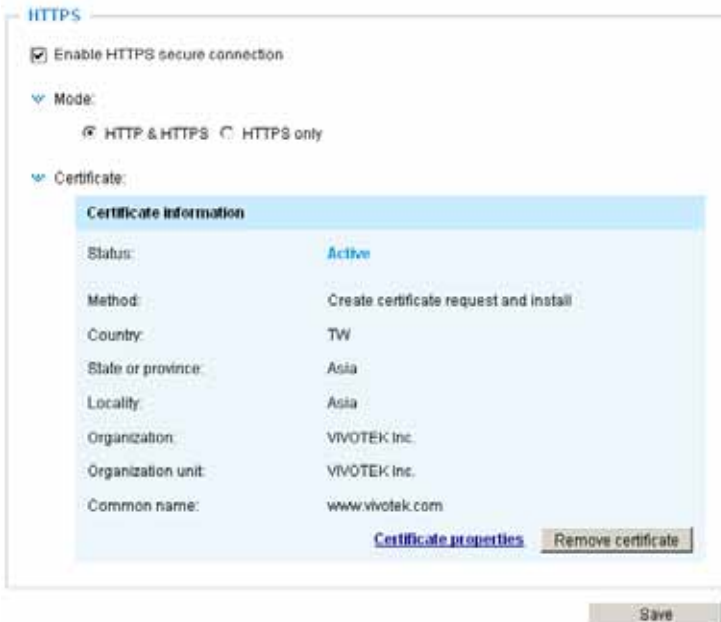 HTTPS
Enable HTTPS secure connection
Mode:
HTTP & HTTPS HTTPS only
Certificate:
Certificate information
Status: Active
Method: Create certificate request and install
Country: TW
State or province: Asia
Locality: Asia
Organization: VIVOTEK Inc.
Organization unit: VIVOTEK Inc.
Common name: www.vivotek.com
Certificate properties Remove certificate
Save